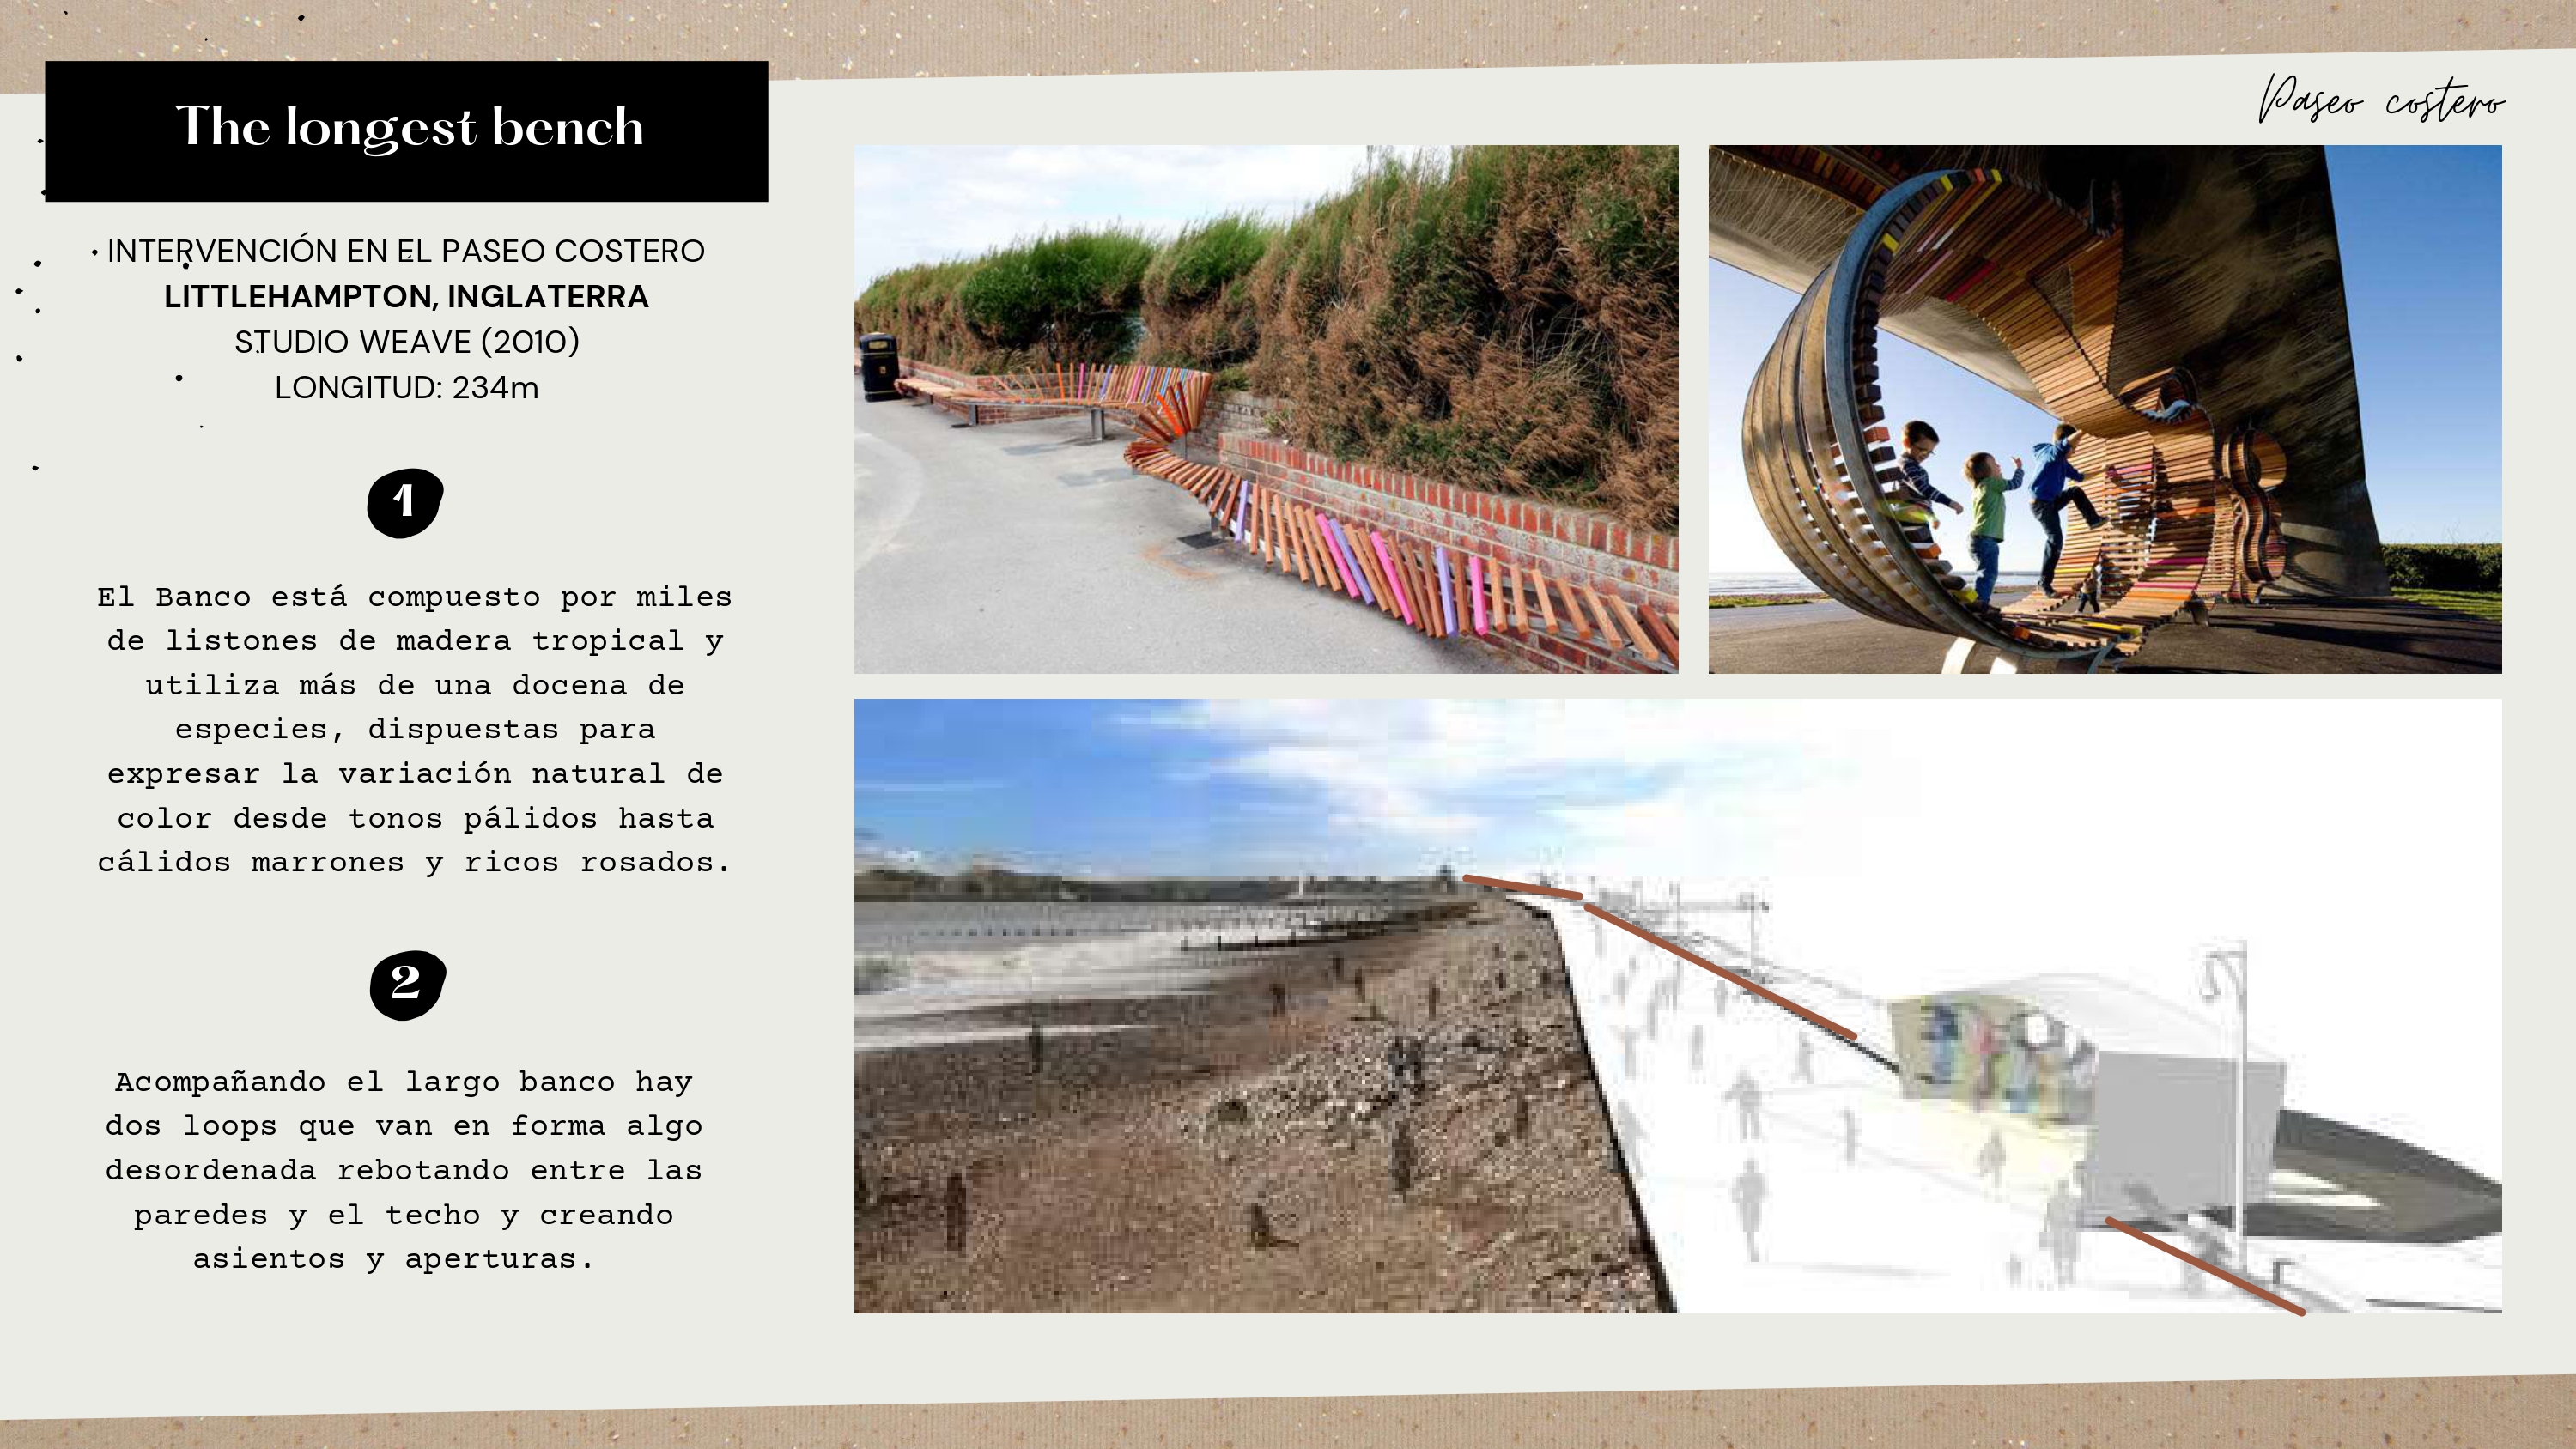 The longest bench
Paseo costero
INTERVENCIÓN EN EL PASEO COSTERO
LITTLEHAMPTON, INGLATERRA
STUDIO WEAVE (2010)
LONGITUD: 234m
1
El Banco está compuesto por miles
de listones de madera tropical y
utiliza más de una docena de
especies, dispuestas para
expresar la variación natural de
color desde tonos pálidos hasta
cálidos marrones y ricos rosados.
2
Acompañando el largo banco hay
dos loops que van en forma algo
desordenada rebotando entre las
paredes y el techo y creando
asientos y aperturas.